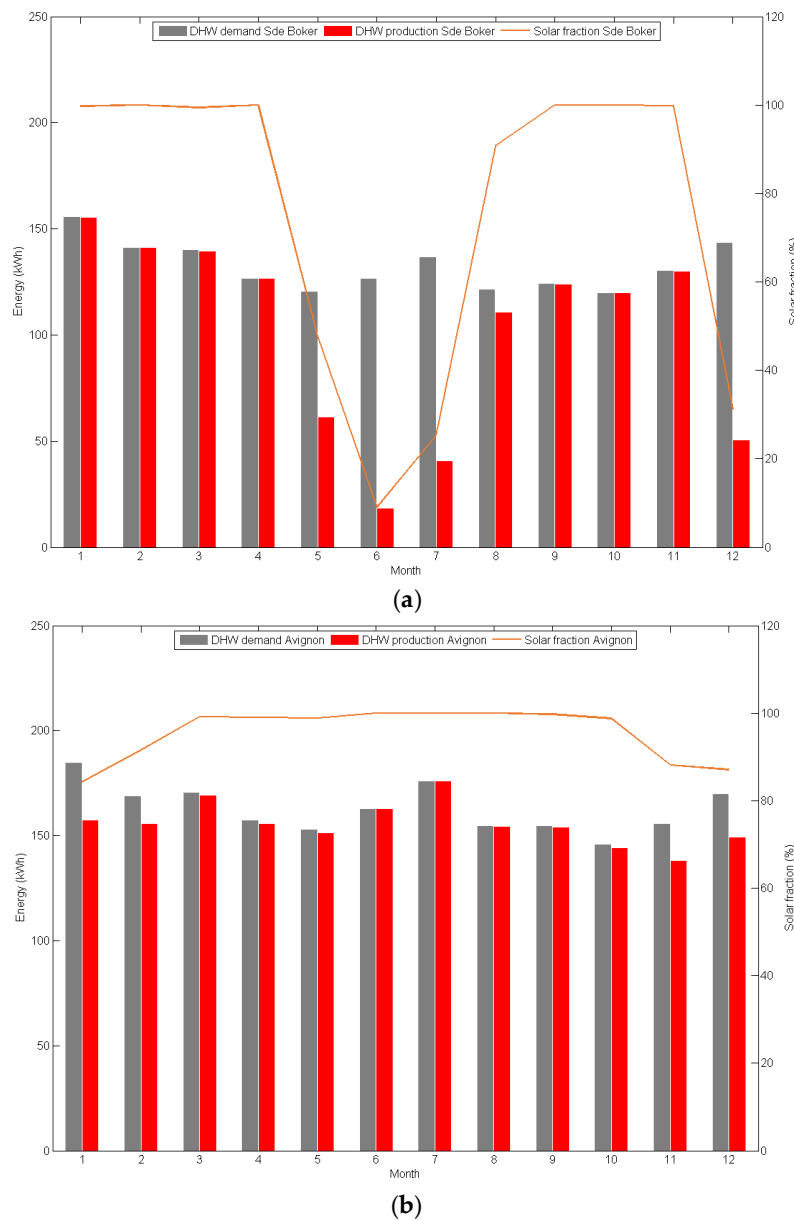 DHW demand Sde Boker DHW production Sde Boker Solar fraction Sde Boker
250
200
150
100
50
0
Energy (kWh)
120
100
80
60
40
20
0
Solar fraction (%)
1 2 3 4 5 6 7 8 9 10 11 12
Month
(a)
DHW demand Avignon DHW production Avignon Solar fraction Avignon
250
200
150
100
50
0
Energy (kWh)
120
100
80
60
40
20
0
Solar fraction (%)
1 2 3 4 5 6 7 8 9 10 11 12
Month
(b)